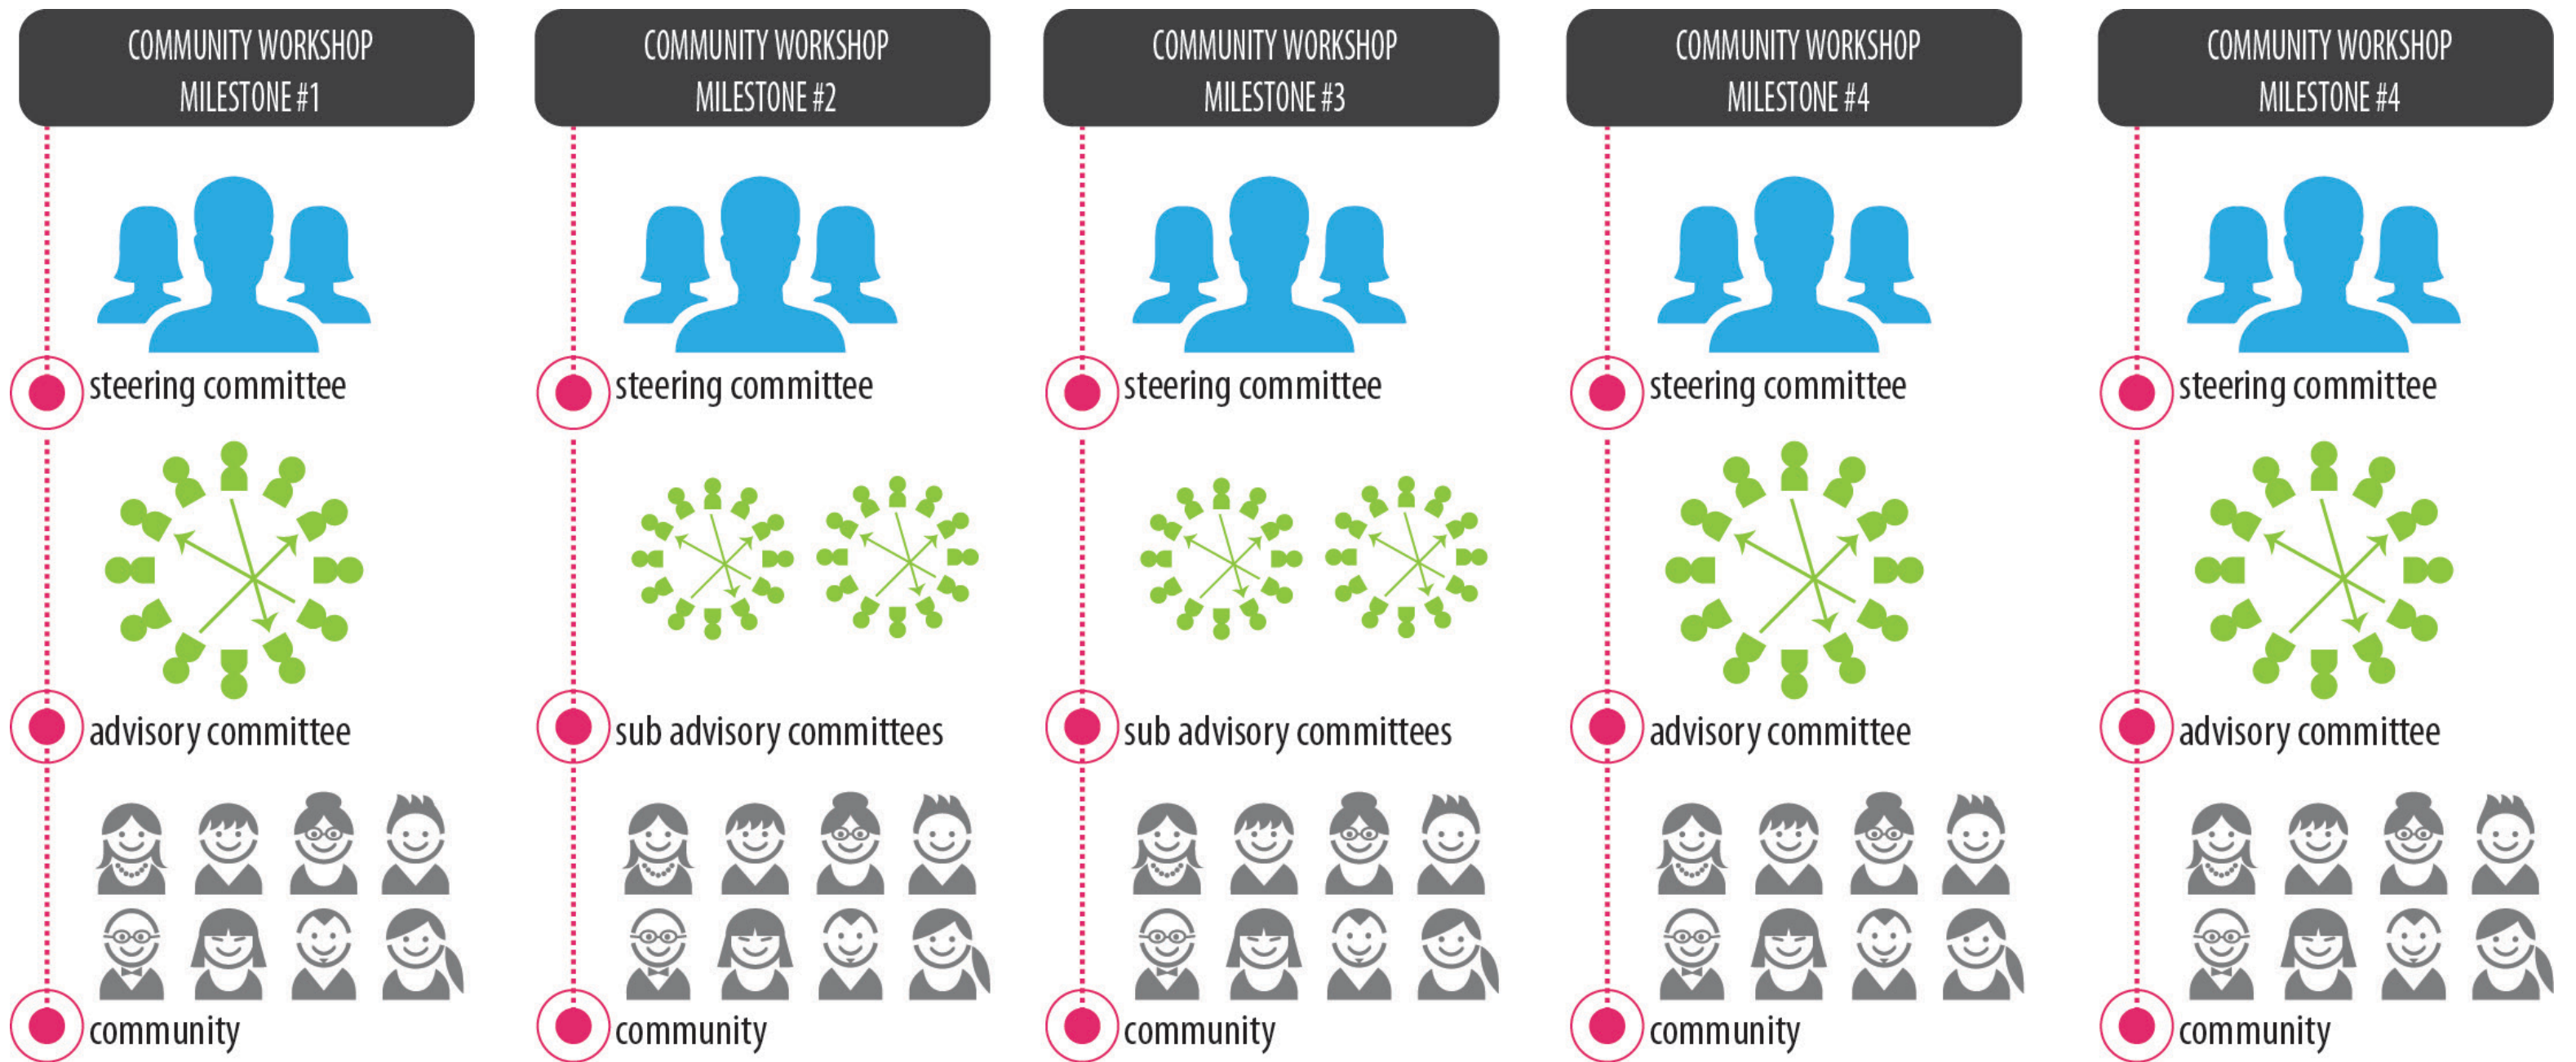 COMMUNITY WORKSHOP
MILESTONE #1
steering committee
advisory committee
community
COMMUNITY WORKSHOP
MILESTONE #2
steering committee
sub advisory committees
community
COMMUNITY WORKSHOP
MILESTONE #3
steering committee
sub advisory committees
community
COMMUNITY WORKSHOP
MILESTONE #4
steering committee
advisory committee
community
COMMUNITY WORKSHOP
MILESTONE #4
steering committee
advisory committee
community